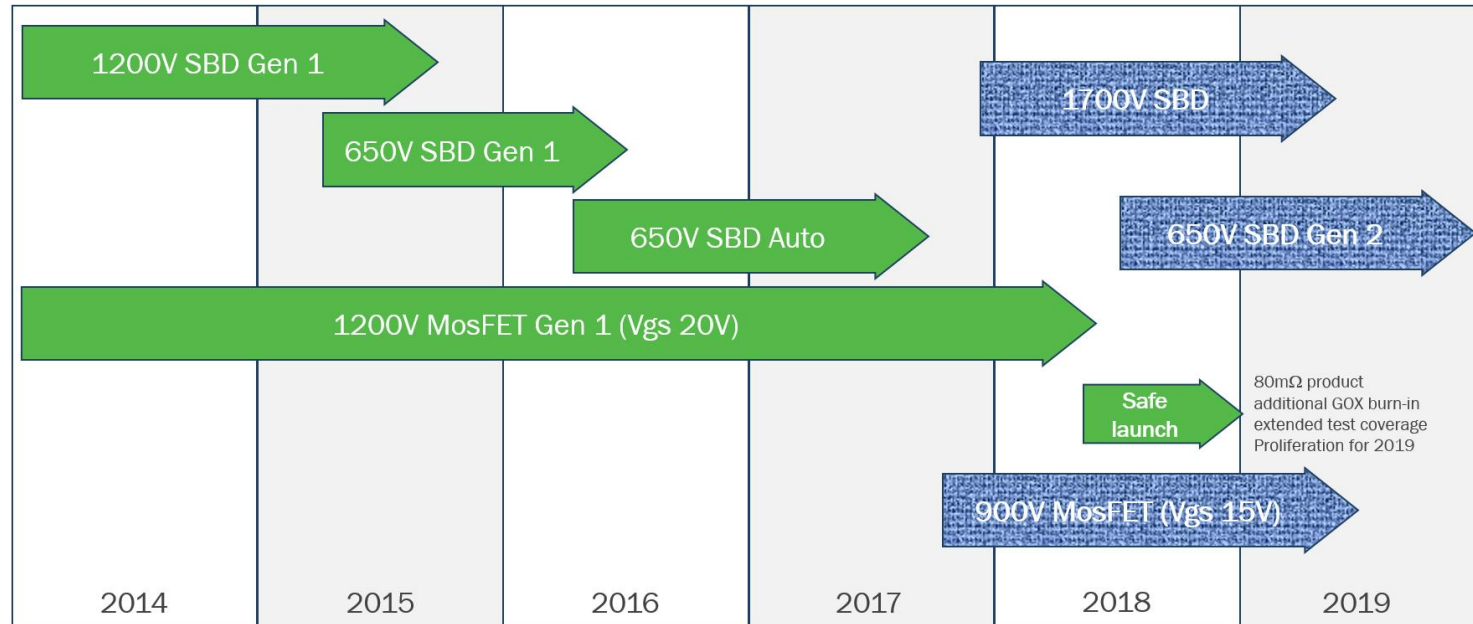 1200V SBD Gen 1
1700V SBD
650V SBD Gen 1
650V SBD Auto
650V SBD Gen 2
1200V MosFET Gen 1 (Vgs 20V)
Safe
launch
80mΩ product
additional GOX burn-in
extended test coverage
Proliferation for 2019
900V MosFET (Vgs 15V)
2014
2015
2016
2017
2018
2019